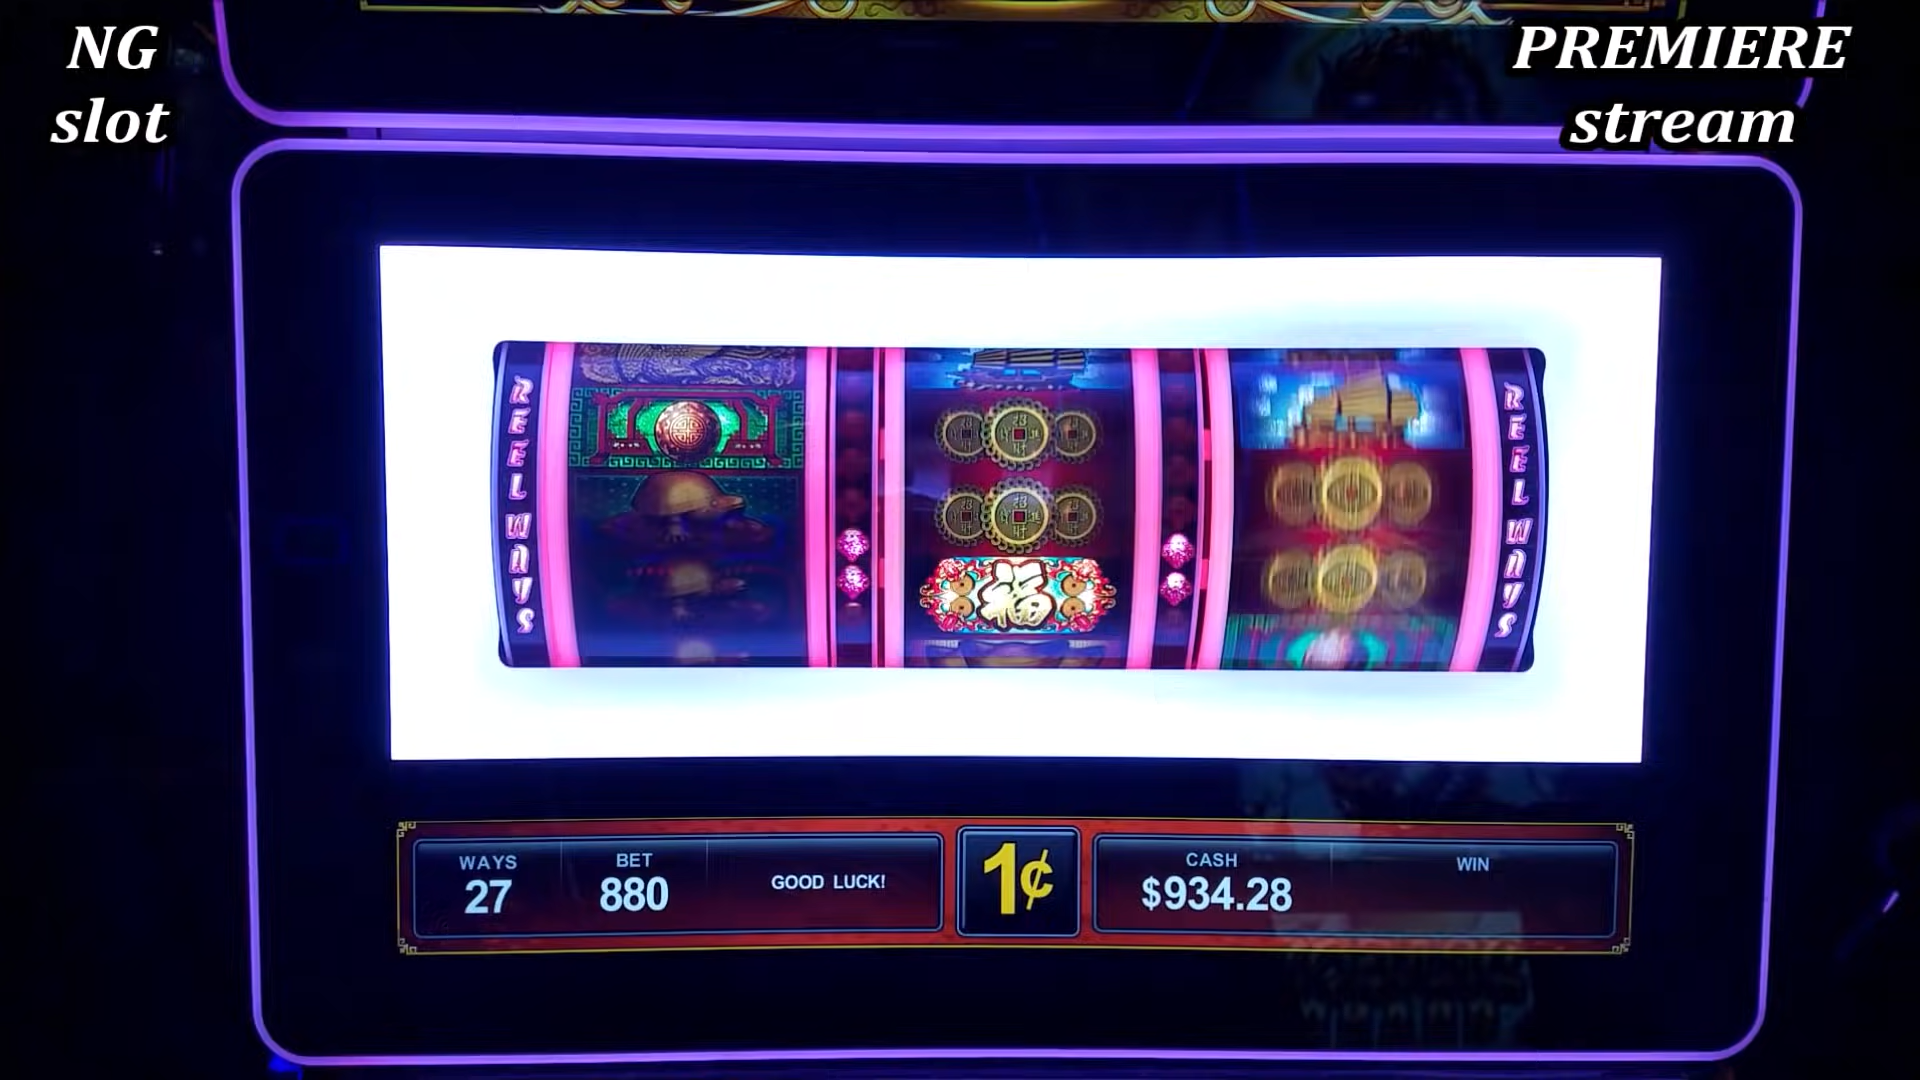 NG
slot
PREMIERE
stream
REEL WAYS
REEL WAYS
福
WAYS
27
BET
880
GOOD LUCK!
1¢
CASH
$934.28
WIN